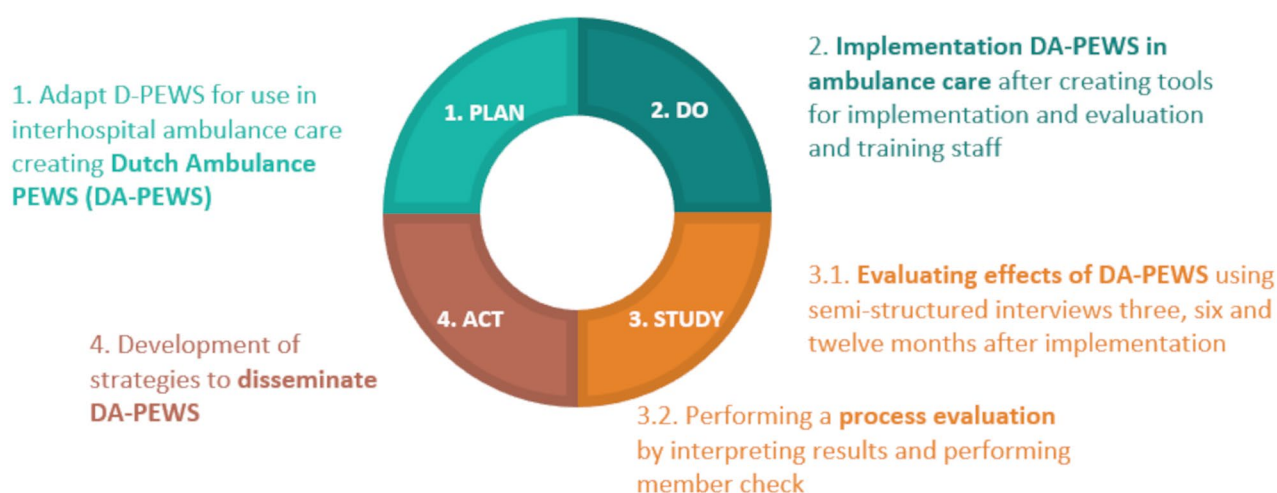 1. Adapt D-PEWS for use in
interhospital ambulance care
creating Dutch Ambulance
PEWS (DA-PEWS)
1. PLAN
2. DO
2. Implementation DA-PEWS in
ambulance care after creating tools
for implementation and evaluation
and training staff
3. STUDY
3.1. Evaluating effects of DA-PEWS using
semi-structured interviews three, six and
twelve months after implementation
3.2. Performing a process evaluation
by interpreting results and performing
member check
4. ACT
4. Development of
strategies to disseminate
DA-PEWS